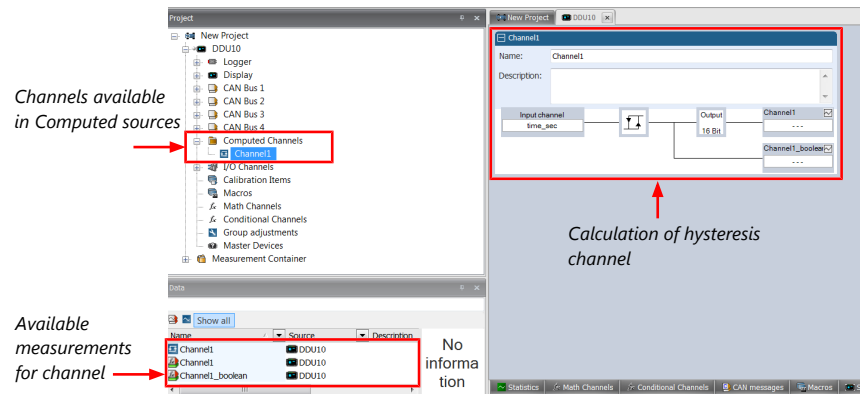 Project
New Project
DDU10
Logger
Display
CAN Bus 1
CAN Bus 2
CAN Bus 3
CAN Bus 4
Computed Channels
Channel1
I/O Channels
Calibration Items
Macros
Math Channels
Conditional Channels
Group adjustments
Master Devices
Measurement Container
Channels available
in Computed sources
New Project
DDU10
Channel1
Name:
Channel1
Description:
Input channel
time_sec
Output
16 Bit
Channel1
---
Channel1_boolean
---
Calculation of hysteresis
channel
Data
Show all
Name
Source
Description
Channel1 DDU10
Channel1 DDU10
Channel1_boolean DDU10
No
informa
tion
Available
measurements
for channel
Statistics
Math Channels
Conditional Channels
CAN messages
Macros
S